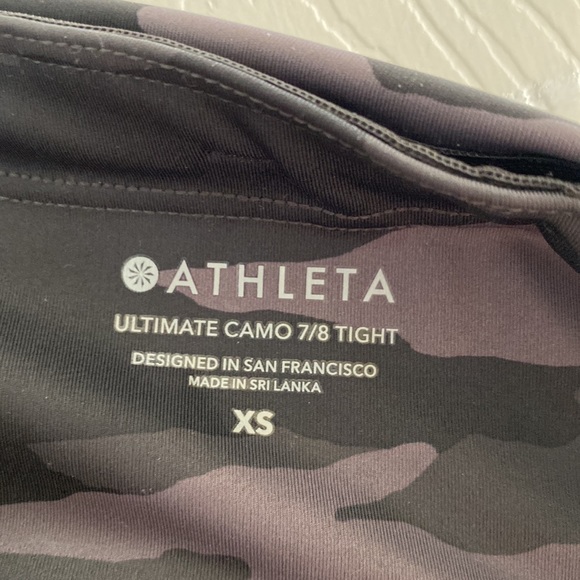 ATHLETA
ULTIMATE CAMO 7/8 TIGHT
DESIGNED IN SAN FRANCISCO
MADE IN SRI LANKA
XS